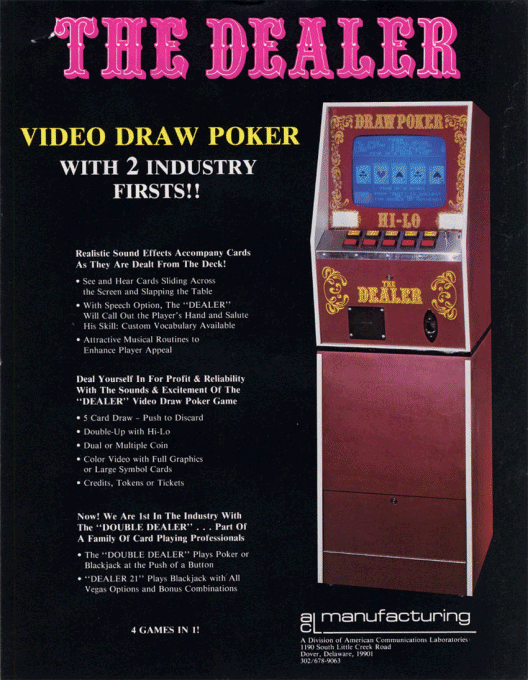 THE DEALER
VIDEO DRAW POKER
WITH 2 INDUSTRY
FIRSTS!!
Realistic Sound Effects Accompany Cards
As They Are Dealt From The Deck!
• See and Hear Cards Sliding Across
the Screen and Slapping the Table
• With Speech Option, The "DEALER"
Will Call Out the Player's Hand and Salute
His Skill: Custom Vocabulary Available
• Attractive Musical Routines to
Enhance Player Appeal
Deal Yourself In For Profit & Reliability
With The Sounds & Excitement Of The
"DEALER" Video Draw Poker Game
• 5 Card Draw – Push to Discard
• Double-Up with Hi-Lo
• Dual or Multiple Coin
• Color Video with Full Graphics
or Large Symbol Cards
• Credits, Tokens or Tickets
Now! We Are 1st In The Industry With
The "DOUBLE DEALER" . . . Part Of
A Family Of Card Playing Professionals
• The "DOUBLE DEALER" Plays Poker or
Blackjack at the Push of a Button
• "DEALER 21" Plays Blackjack with All
Vegas Options and Bonus Combinations
4 GAMES IN 1!
DRAW POKER
HI-LO
THE
DEALER
acl manufacturing
A Division of American Communications Laboratories
1190 South Little Creek Road
Dover, Delaware, 19901
302/678-9063